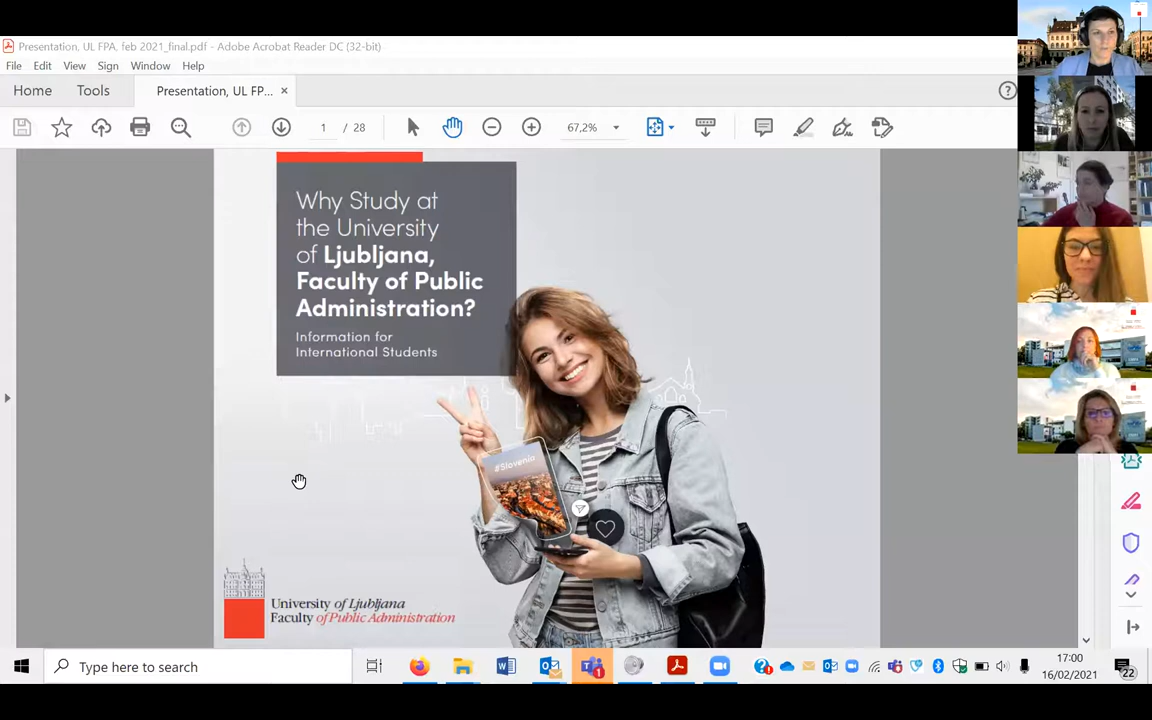 Presentation, UL FPA, feb 2021_final.pdf - Adobe Acrobat Reader DC (32-bit)
File Edit View Sign Window Help
Home Tools Presentation, UL FP... ×
1 / 28 67,2%
Why Study at
the University
of Ljubljana,
Faculty of Public
Administration?
Information for
International Students
#Slovenia
University of Ljubljana
Faculty of Public Administration
Type here to search
1
17:00
16/02/2021
22